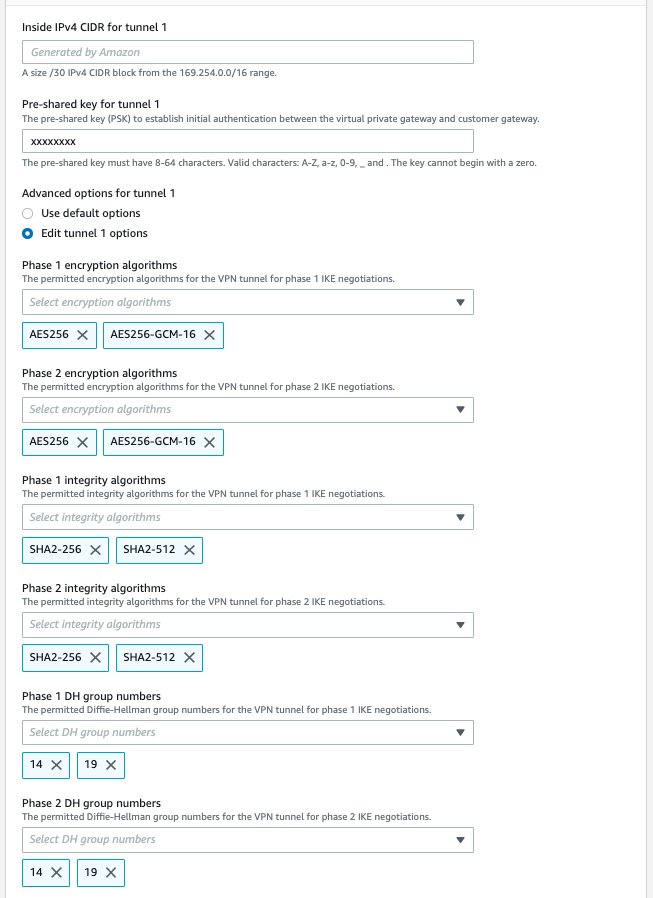 Inside IPv4 CIDR for tunnel 1
Generated by Amazon
A size /30 IPv4 CIDR block from the 169.254.0.0/16 range.
Pre-shared key for tunnel 1
The pre-shared key (PSK) to establish initial authentication between the virtual private gateway and customer gateway.
xxxxxxxx
The pre-shared key must have 8-64 characters. Valid characters: A-Z, a-z, 0-9, _ and . The key cannot begin with a zero.
Advanced options for tunnel 1
Use default options
Edit tunnel 1 options
Phase 1 encryption algorithms
The permitted encryption algorithms for the VPN tunnel for phase 1 IKE negotiations.
Select encryption algorithms
AES256 AES256-GCM-16
Phase 2 encryption algorithms
The permitted encryption algorithms for the VPN tunnel for phase 2 IKE negotiations.
Select encryption algorithms
AES256 AES256-GCM-16
Phase 1 integrity algorithms
The permitted integrity algorithms for the VPN tunnel for phase 1 IKE negotiations.
Select integrity algorithms
SHA2-256 SHA2-512
Phase 2 integrity algorithms
The permitted integrity algorithms for the VPN tunnel for phase 2 IKE negotiations.
Select integrity algorithms
SHA2-256 SHA2-512
Phase 1 DH group numbers
The permitted Diffie-Hellman group numbers for the VPN tunnel for phase 1 IKE negotiations.
Select DH group numbers
14 19
Phase 2 DH group numbers
The permitted Diffie-Hellman group numbers for the VPN tunnel for phase 2 IKE negotiations.
Select DH group numbers
14 19